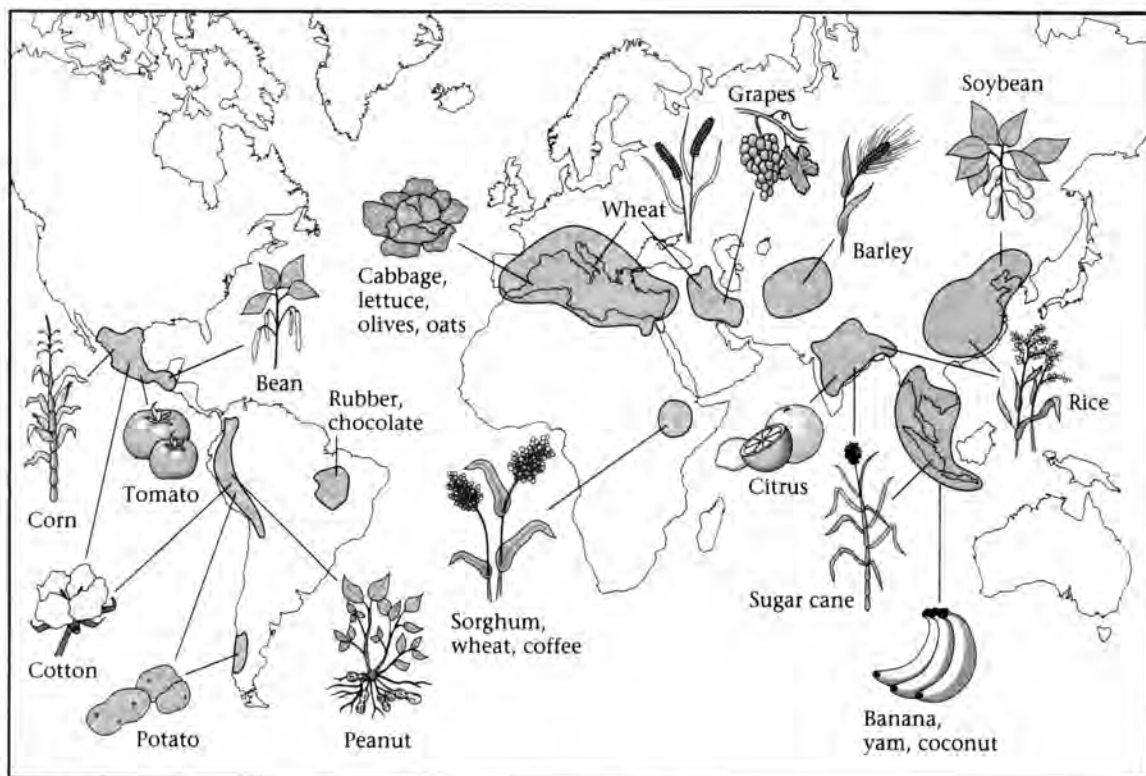 Grapes
Soybean
Wheat
Barley
Cabbage,
lettuce,
olives, oats
Bean
Rubber,
chocolate
Rice
Tomato
Citrus
Corn
Sugar cane
Sorghum,
wheat, coffee
Cotton
Banana,
yam, coconut
Potato
Peanut